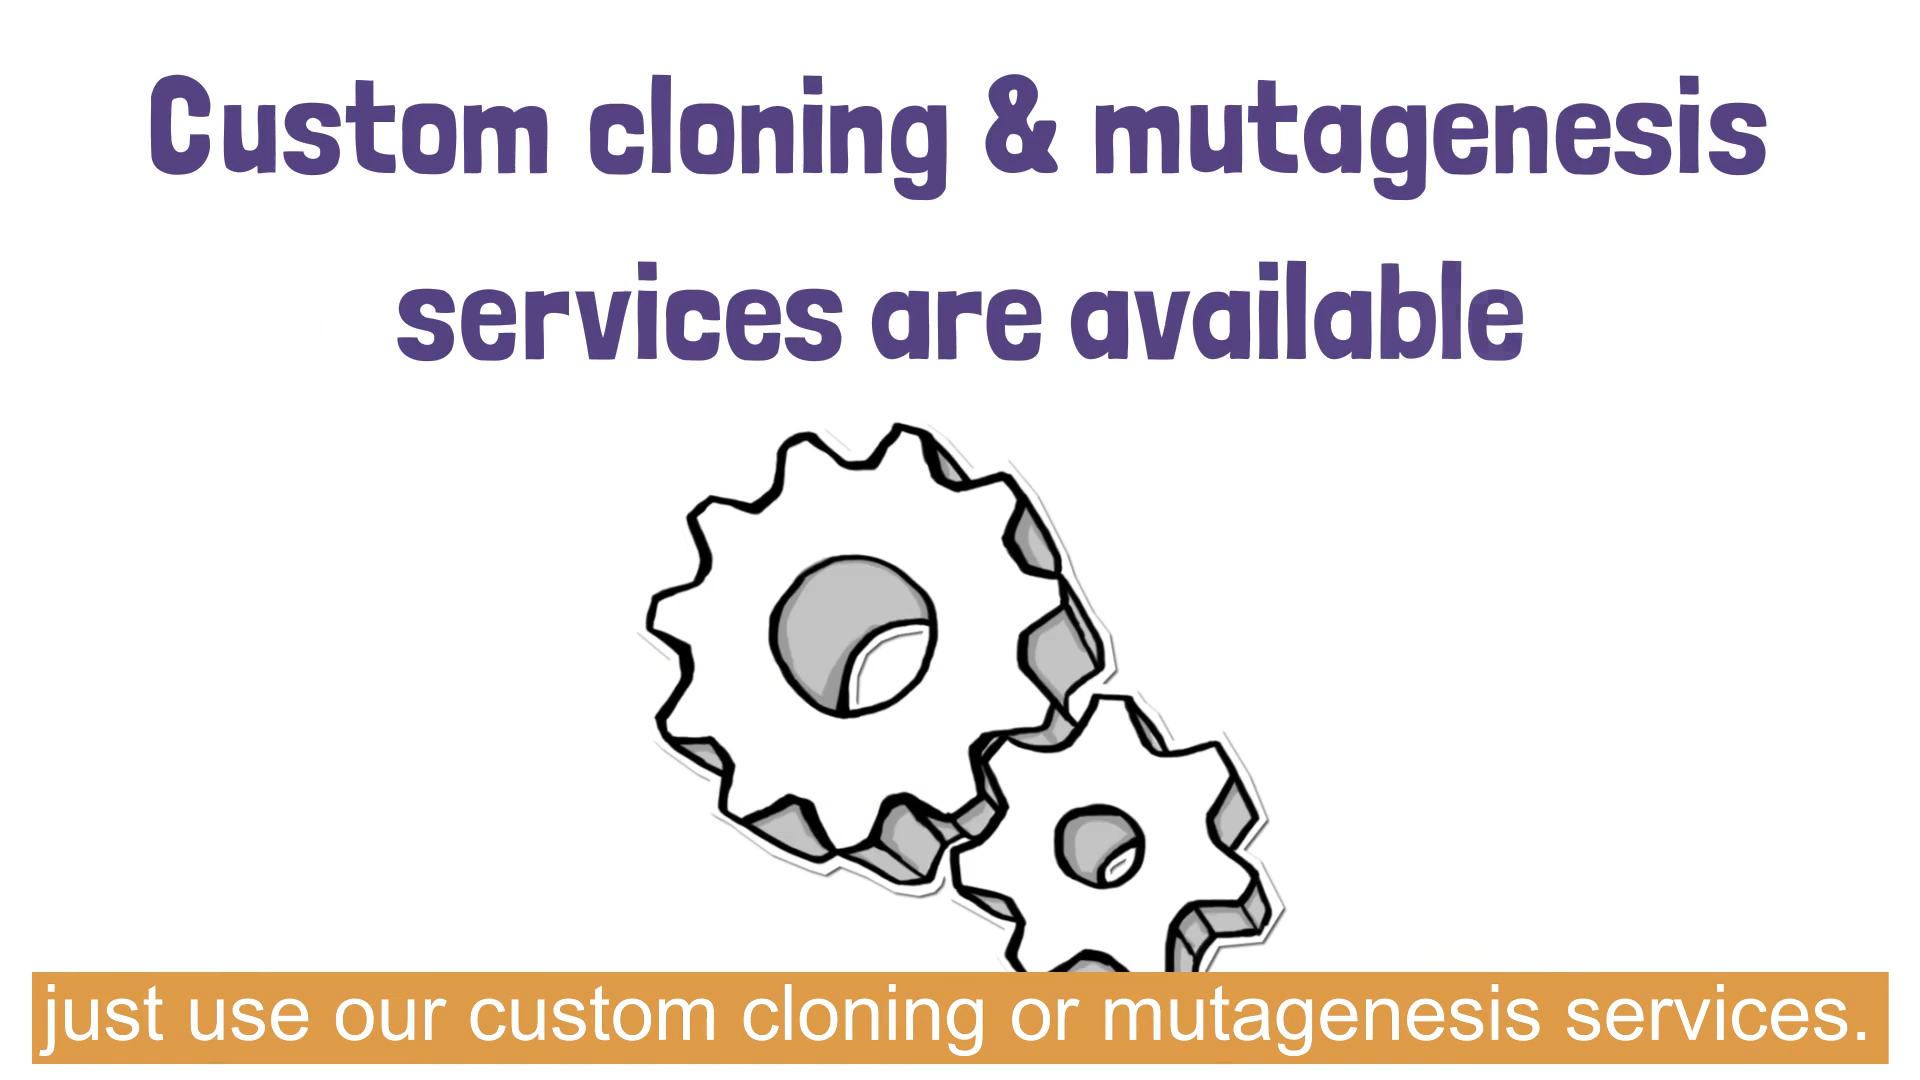 Custom cloning & mutagenesis
services are available
just use our custom cloning or mutagenesis services.